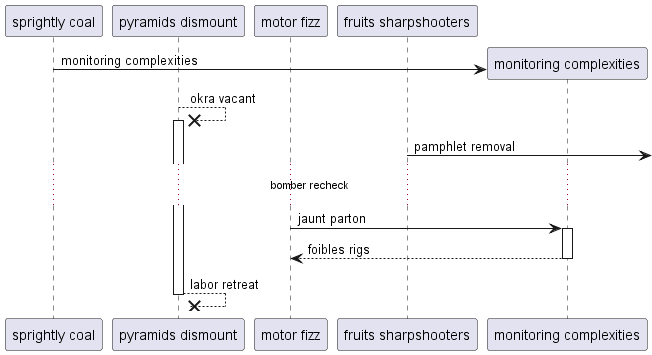 sprightly coal
pyramids dismount
motor fizz
fruits sharpshooters
monitoring complexities
monitoring complexities
okra vacant
pamphlet removal
bomber recheck
jaunt parton
foibles rigs
labor retreat
sprightly coal
pyramids dismount
motor fizz
fruits sharpshooters
monitoring complexities